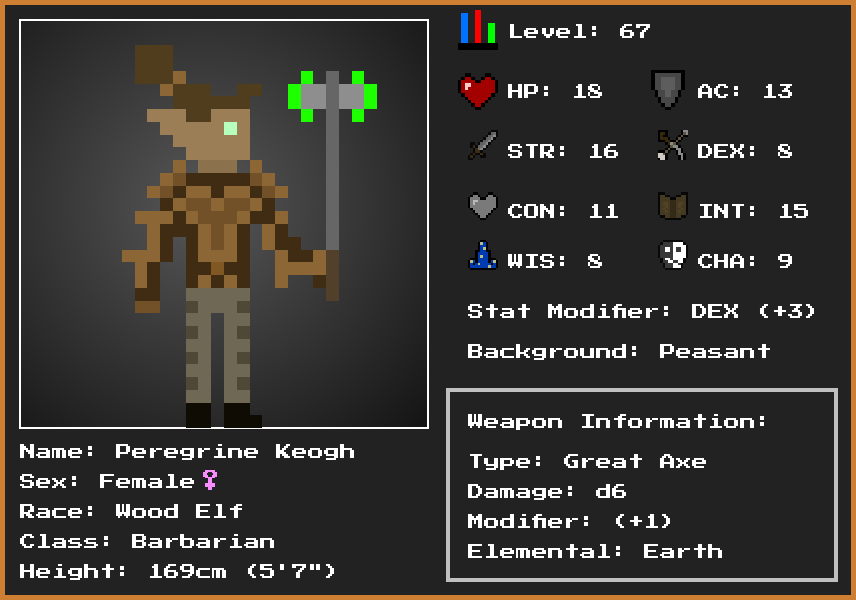 Level: 67
HP: 18
AC: 13
STR: 16
DEX: 8
CON: 11
INT: 15
WIS: 8
CHA: 9
Stat Modifier: DEX (+3)
Background: Peasant
Weapon Information:
Type: Great Axe
Damage: d6
Modifier: (+1)
Elemental: Earth
Name: Peregrine Keogh
Sex: Female♀
Race: Wood Elf
Class: Barbarian
Height: 169cm (5'7")